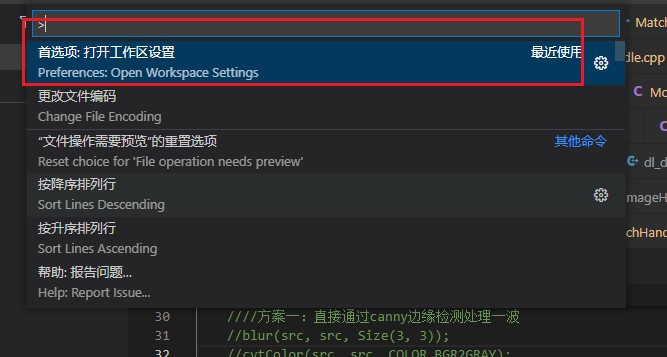 >
首选项: 打开工作区设置 最近使用
Preferences: Open Workspace Settings
更改文件编码
Change File Encoding
“文件操作需要预览”的重置选项 其他命令
Reset choice for 'File operation needs preview'
按降序排列行
Sort Lines Descending
按升序排列行
Sort Lines Ascending
帮助: 报告问题...
Help: Report Issue...
Match
dle.cpp
C Mo
C
dl_d
mageH
chHand
30 ////方案一：直接通过canny边缘检测处理一波
31 //blur(src, src, Size(3, 3));
32 //cvtColor(src, src, COLOR_BGR2GRAY);